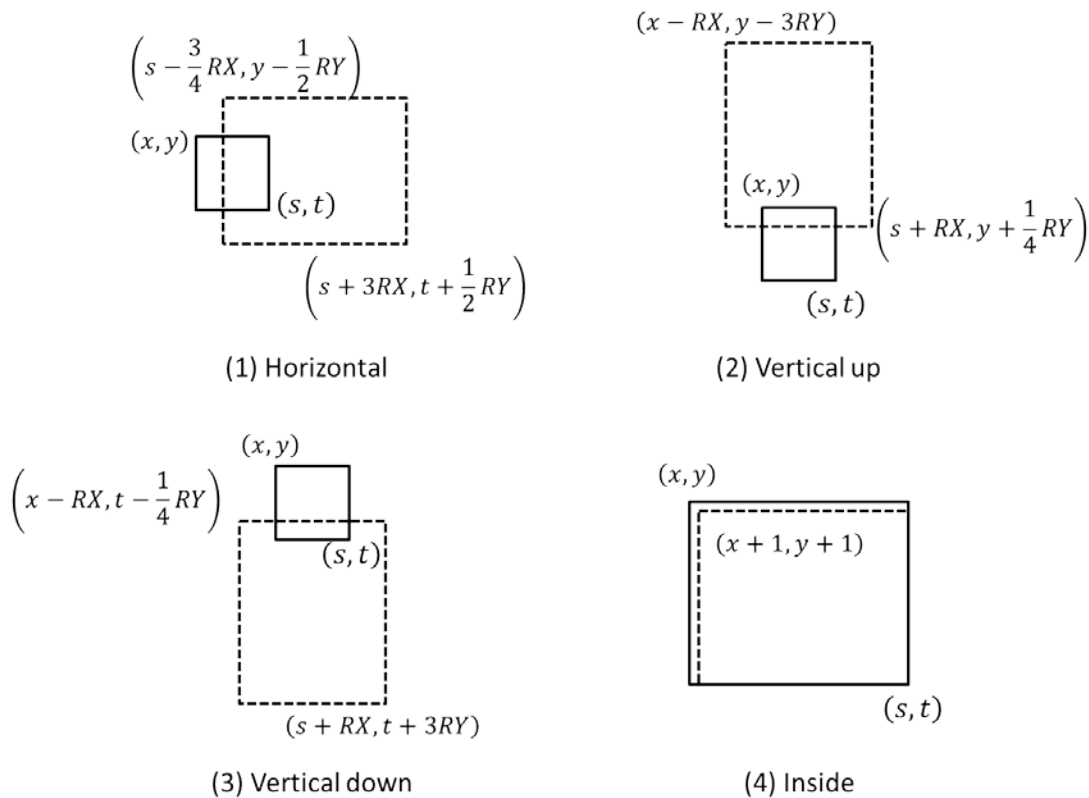 (s − 3/4 RX, y − 1/2 RY)
(x, y)
(s, t)
(s + 3RX, t + 1/2 RY)
(1) Horizontal
(x − RX, y − 3RY)
(x, y)
(s + RX, y + 1/4 RY)
(s, t)
(2) Vertical up
(x, y)
(x − RX, t − 1/4 RY)
(s, t)
(s + RX, t + 3RY)
(3) Vertical down
(x, y)
(x + 1, y + 1)
(s, t)
(4) Inside